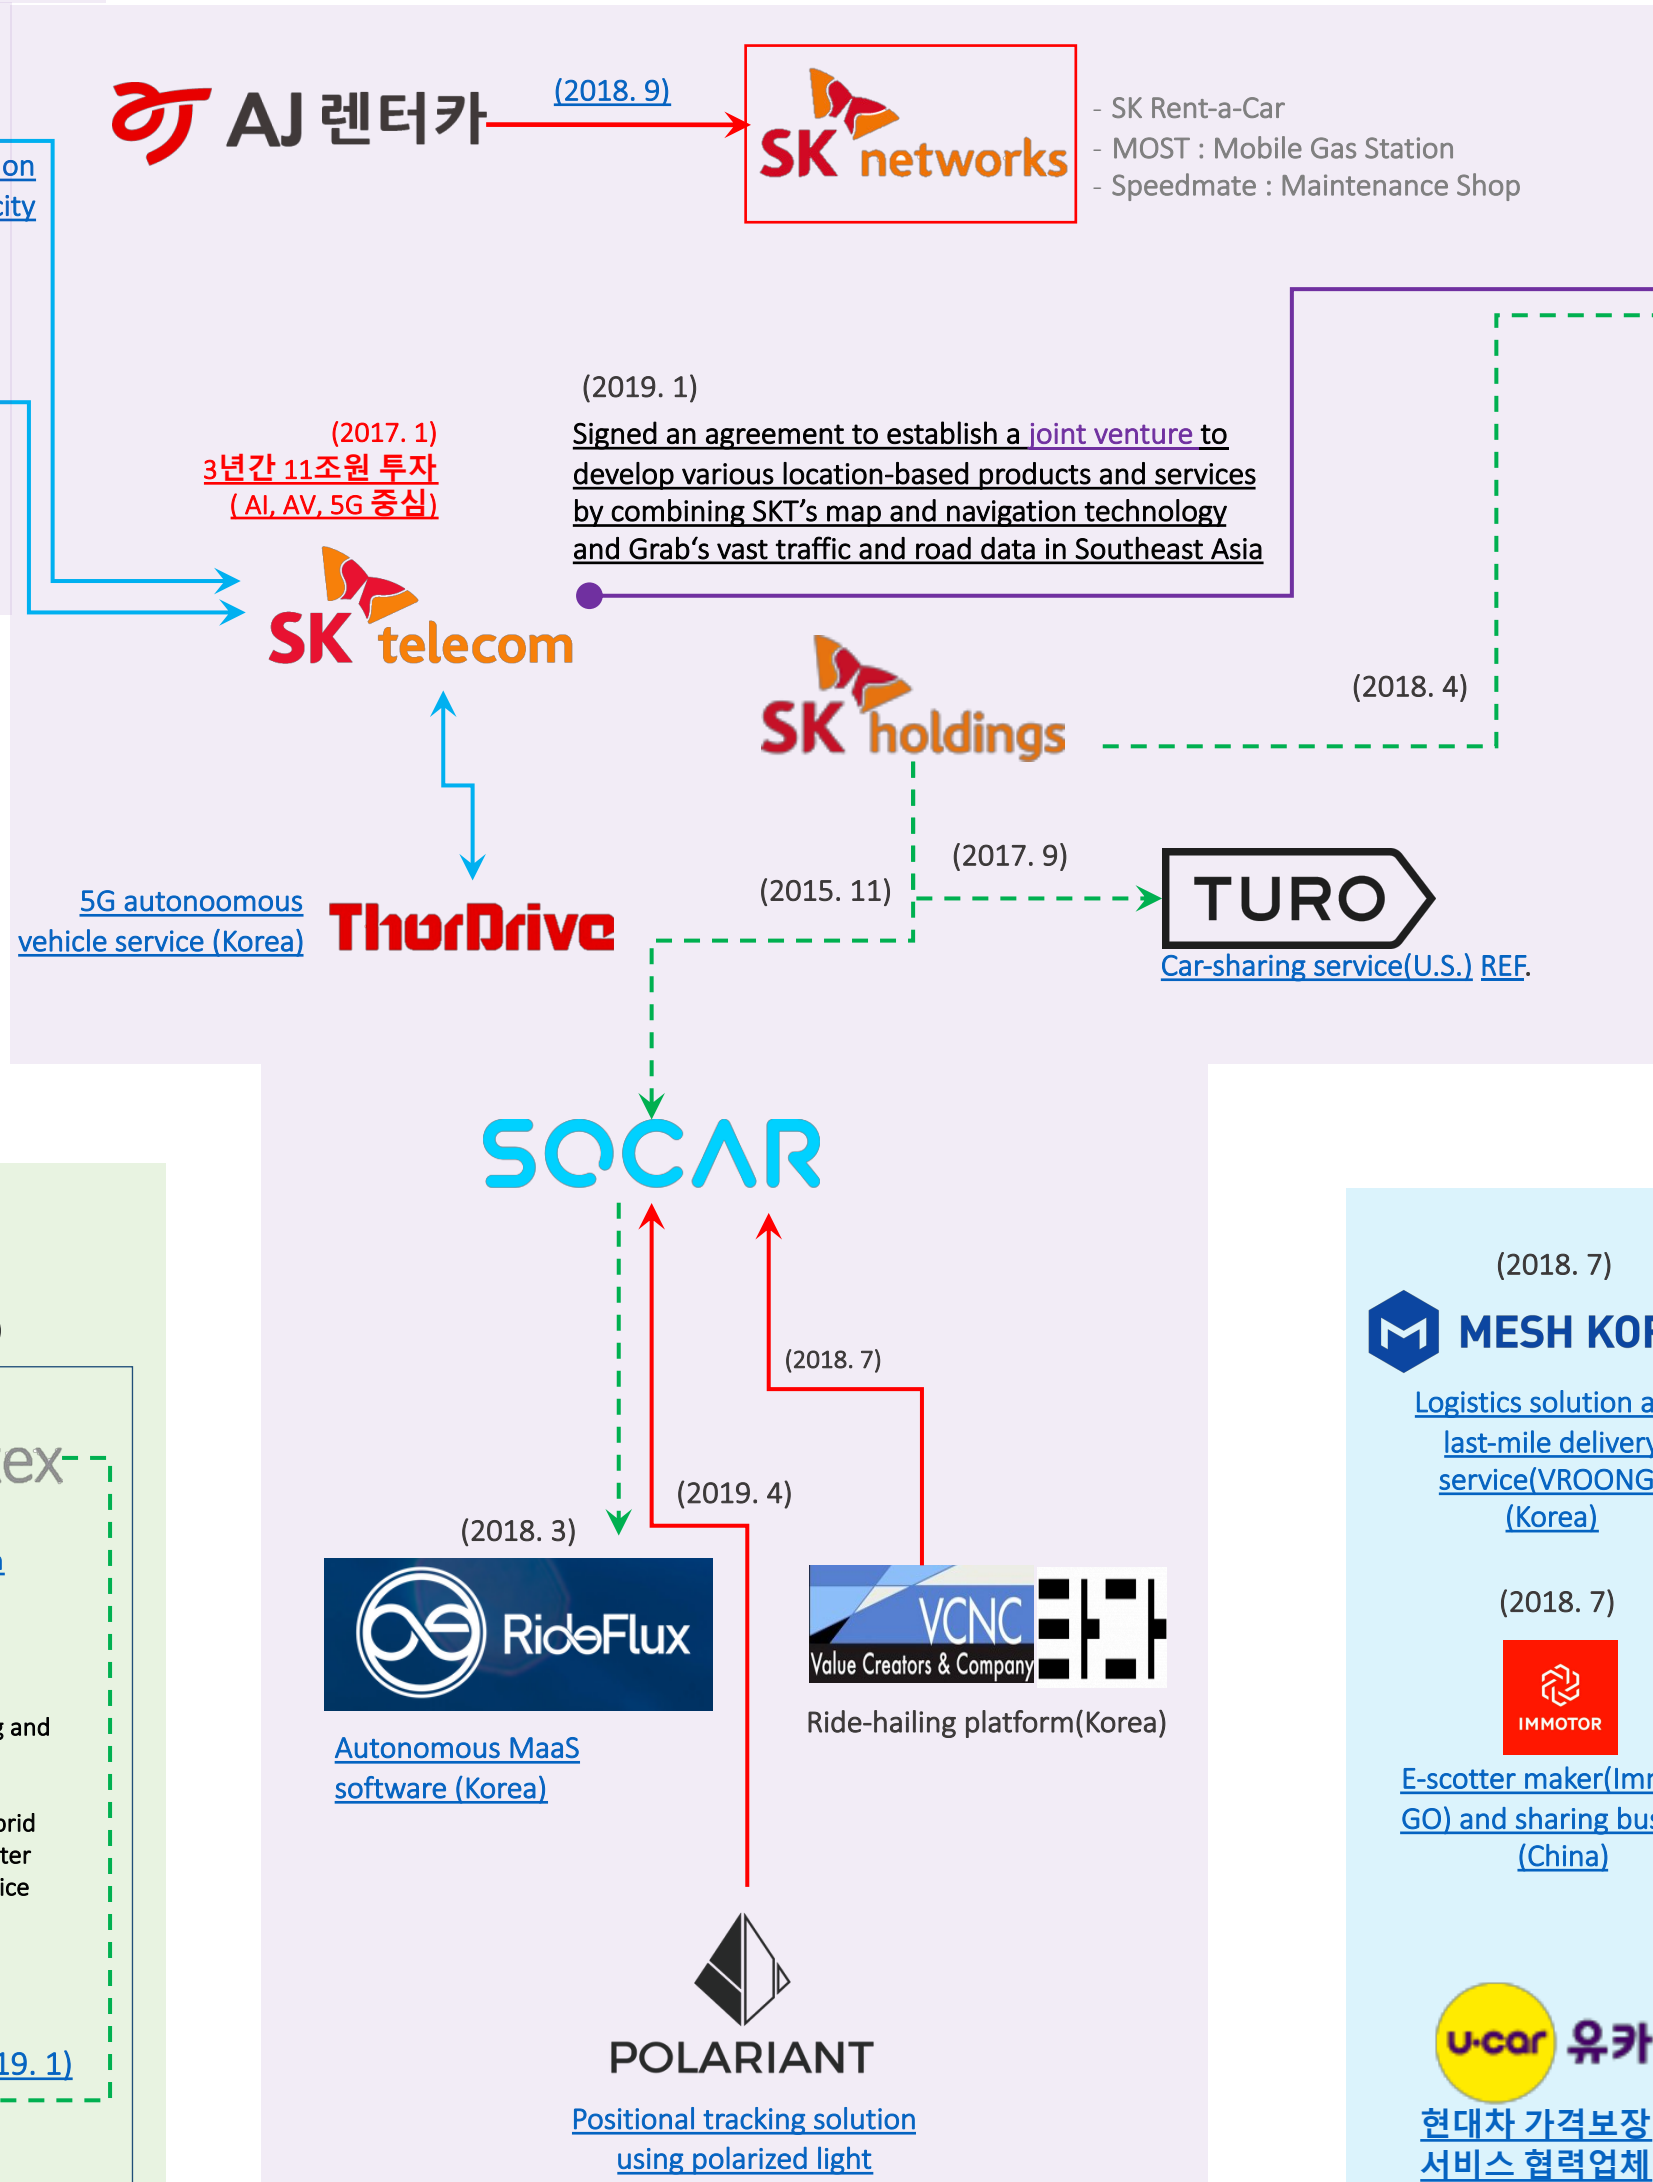 AJ 렌터카
(2018. 9)
SK networks
- SK Rent-a-Car
- MOST : Mobile Gas Station
- Speedmate : Maintenance Shop
on
city
(2019. 1)
Signed an agreement to establish a joint venture to
develop various location-based products and services
by combining SKT's map and navigation technology
and Grab‘s vast traffic and road data in Southeast Asia
(2017. 1)
3년간 11조원 투자
( AI, AV, 5G 중심)
SK telecom
SK holdings
(2018. 4)
(2017. 9)
(2015. 11)
TURO
Car-sharing service(U.S.) REF.
5G autonoomous
vehicle service (Korea)
ThorDrive
SOCAR
(2018. 7)
(2019. 4)
(2018. 3)
RideFlux
Autonomous MaaS
software (Korea)
VCNC
Value Creators & Company
타다
Ride-hailing platform(Korea)
POLARIANT
Positional tracking solution
using polarized light
)
ex
g and
brid
ter
ice
19. 1)
(2018. 7)
MESH KOR
Logistics solution a
last-mile delivery
service(VROONG
(Korea)
(2018. 7)
IMMOTOR
E-scotter maker(Imm
GO) and sharing bus
(China)
u·car 유카
현대차 가격보장
서비스 협력업체